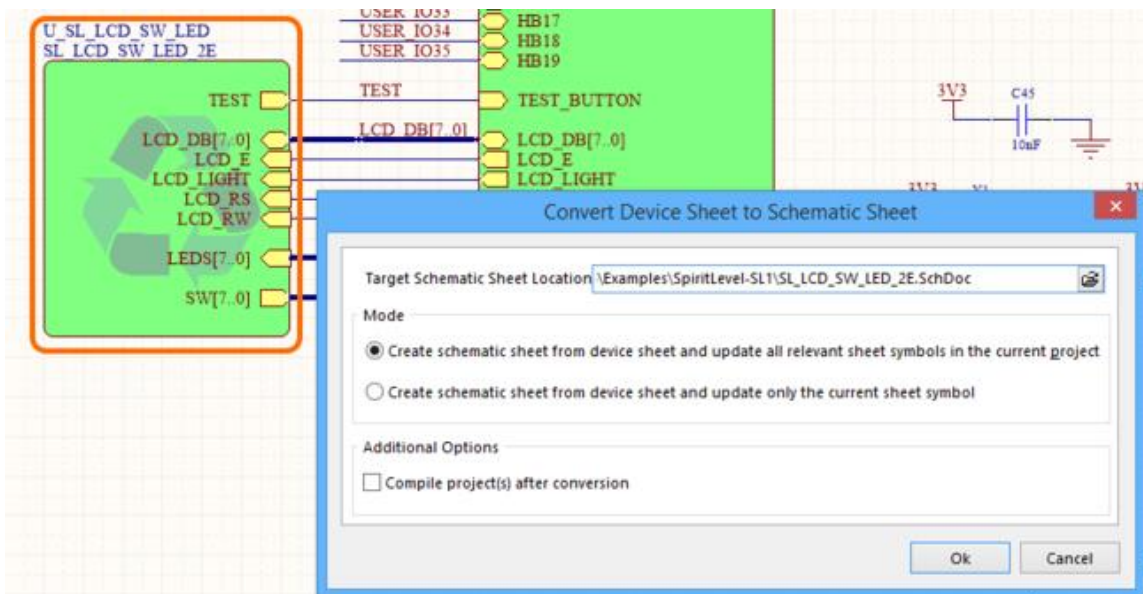 U_SL_LCD_SW_LED
SL_LCD_SW_LED_2E
TEST
LCD_DB[7..0]
LCD_E
LCD_LIGHT
LCD_RS
LCD_RW
LEDS[7..0]
SW[7..0]
USER_IO33
USER_IO34
USER_IO35
TEST
LCD_DB[7..0]
HB17
HB18
HB19
TEST_BUTTON
LCD_DB[7..0]
LCD_E
LCD_LIGHT
3V3
C45
10nF
3V3
Convert Device Sheet to Schematic Sheet
Target Schematic Sheet Location \Examples\SpiritLevel-SL1\SL_LCD_SW_LED_2E.SchDoc
Mode
Create schematic sheet from device sheet and update all relevant sheet symbols in the current project
Create schematic sheet from device sheet and update only the current sheet symbol
Additional Options
Compile project(s) after conversion
Ok
Cancel